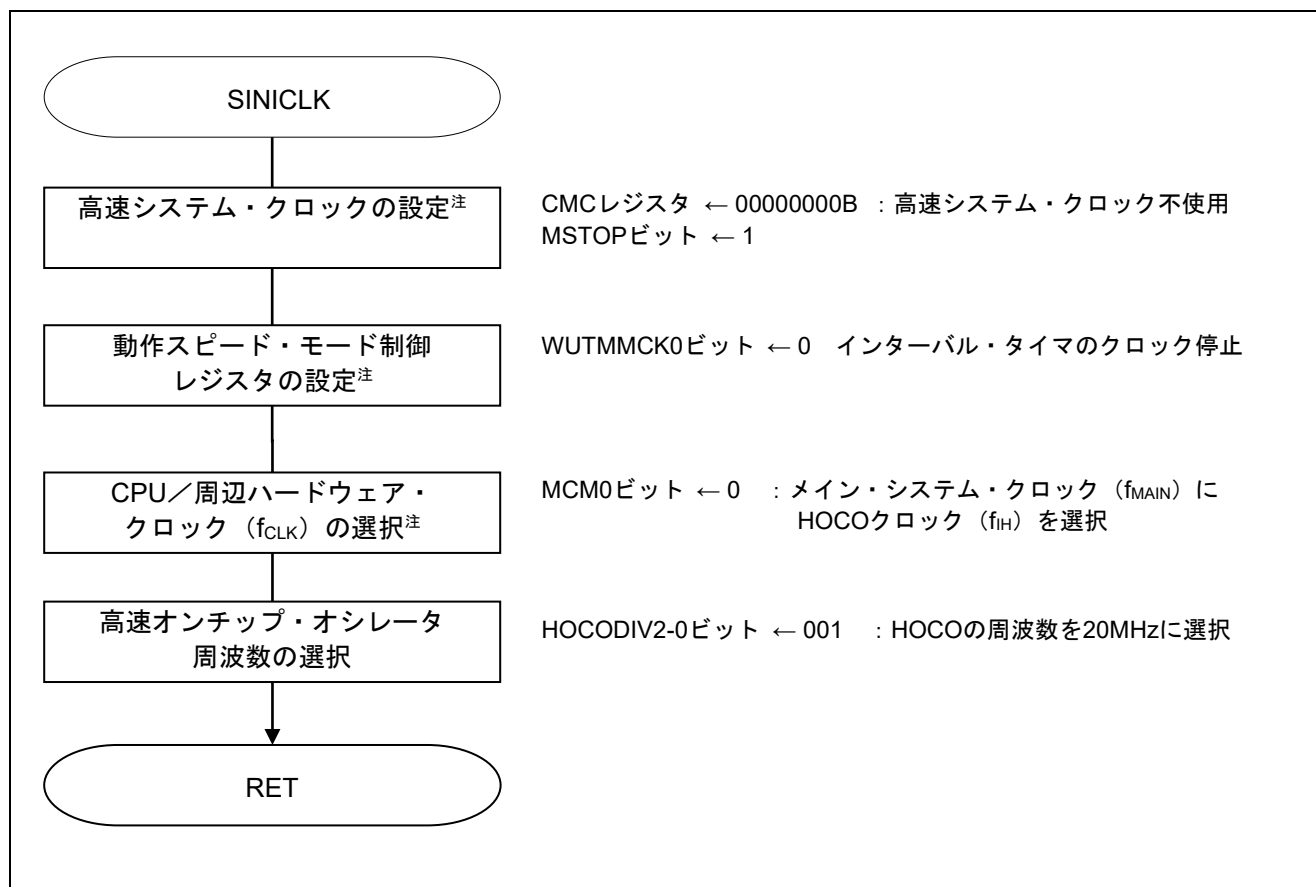 SINICLK
高速システム・クロックの設定注
CMCレジスタ ← 00000000B ：高速システム・クロック不使用
MSTOPビット ← 1
動作スピード・モード制御
レジスタの設定注
WUTMMCK0ビット ← 0 インターバル・タイマのクロック停止
CPU／周辺ハードウェア・
クロック（fCLK）の選択注
MCM0ビット ← 0 ：メイン・システム・クロック（fMAIN）に
HOCOクロック（fIH）を選択
高速オンチップ・オシレータ
周波数の選択
HOCODIV2-0ビット ← 001 ：HOCOの周波数を20MHzに選択
RET